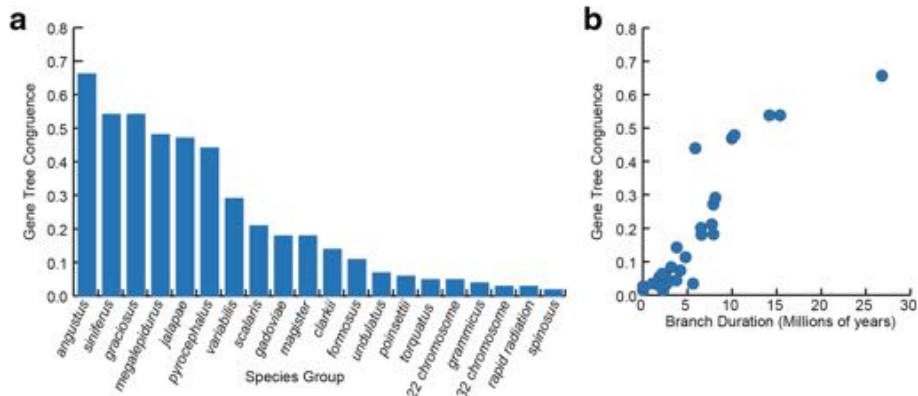 a
0.8
0.7
0.6
0.5
0.4
0.3
0.2
0.1
0.0
Gene Tree Congruence
angustus
siniferus
graciosus
megalepidurus
jalapae
pyrocephatus
variabilis
scalaris
gadoviae
magister
clarkii
formosus
undulatus
poinsettii
torquatus
22 chromosome
grammicus
32 chromosome
rapid radiation
spinosus
Species Group
b
0.8
0.7
0.6
0.5
0.4
0.3
0.2
0.1
0.0
Gene Tree Congruence
0 5 10 15 20 25 30
Branch Duration (Millions of years)